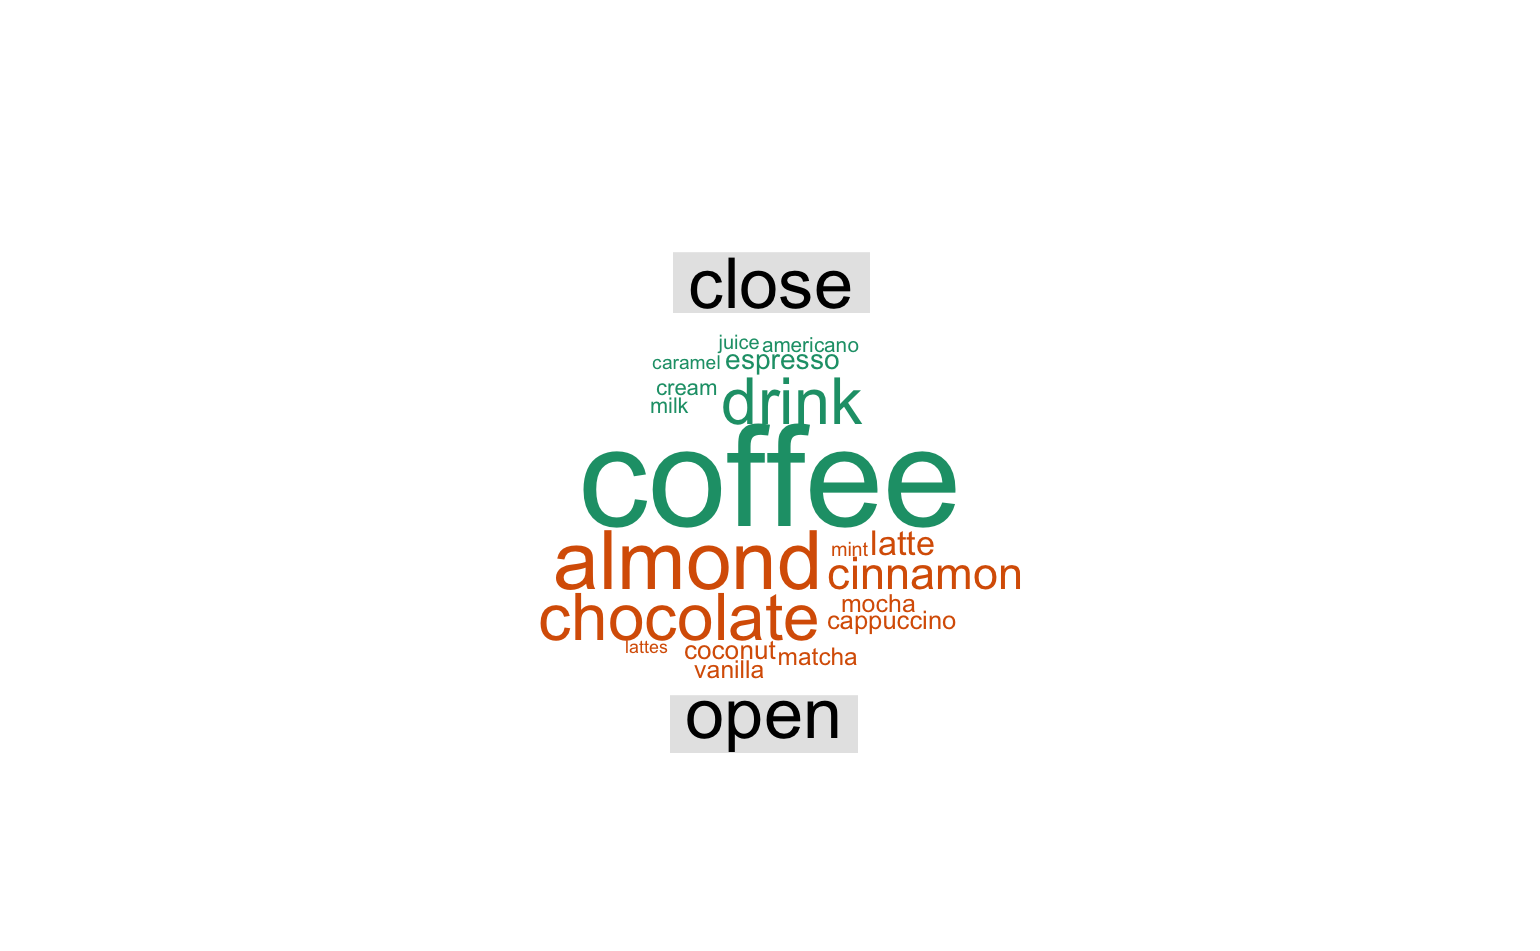 close
juice americano
caramel espresso
cream drink
milk
coffee
almond mint latte
cinnamon
chocolate mocha
cappuccino
lattes coconut matcha
vanilla
open